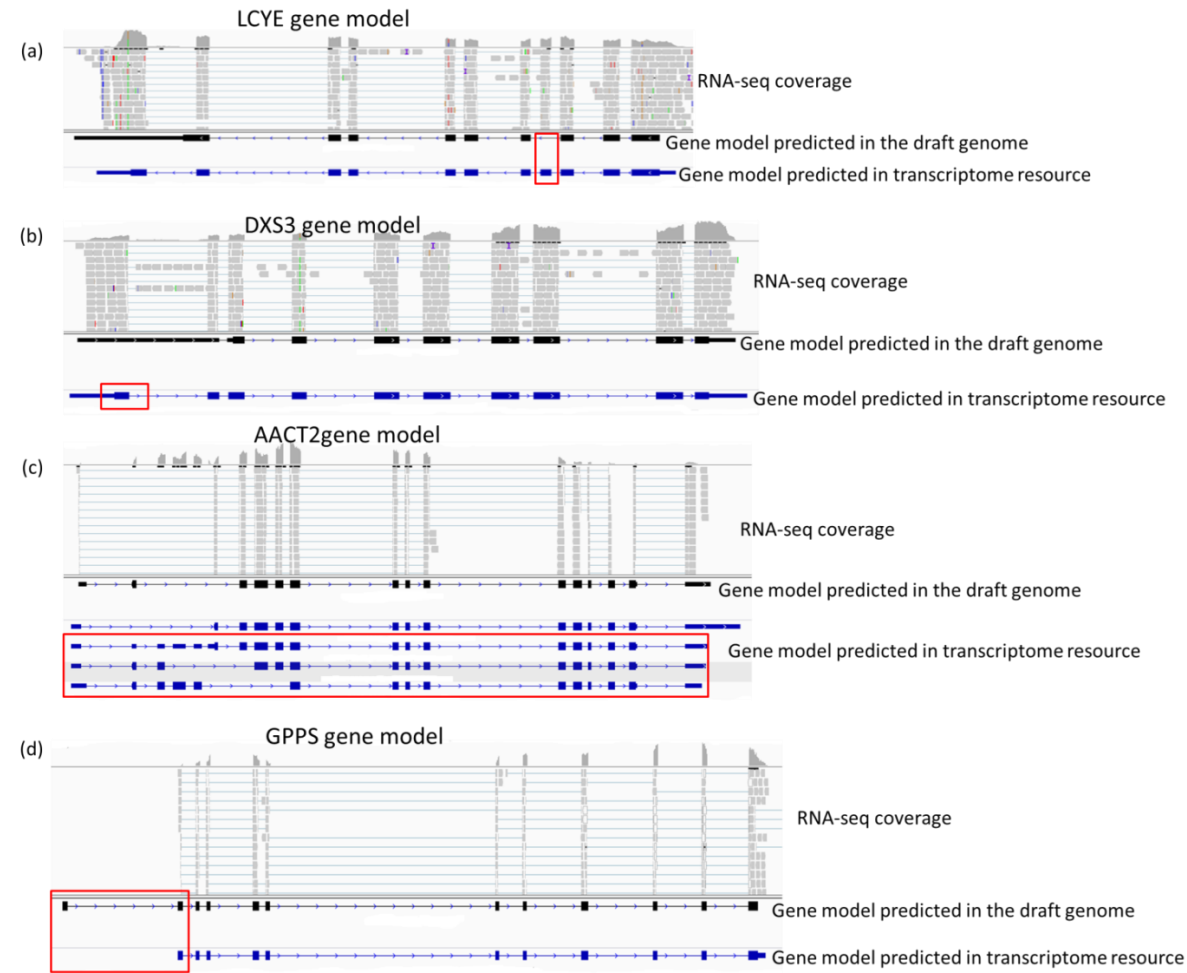 LCYE gene model
(a)
RNA-seq coverage
Gene model predicted in the draft genome
Gene model predicted in transcriptome resource
(b)
DXS3 gene model
RNA-seq coverage
Gene model predicted in the draft genome
Gene model predicted in transcriptome resource
AACT2gene model
(c)
RNA-seq coverage
Gene model predicted in the draft genome
Gene model predicted in transcriptome resource
GPPS gene model
(d)
RNA-seq coverage
Gene model predicted in the draft genome
Gene model predicted in transcriptome resource